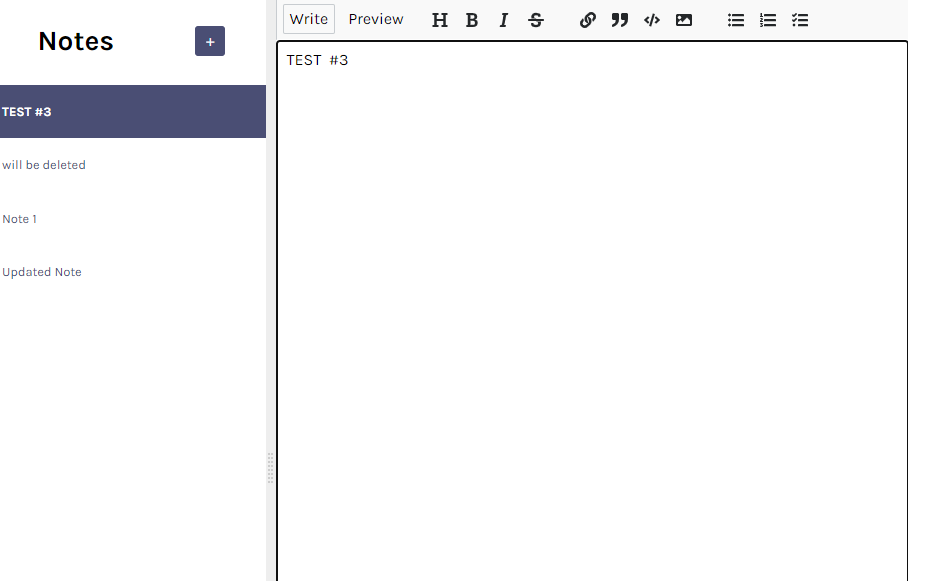 Notes
+
TEST #3
will be deleted
Note 1
Updated Note
Write Preview H B I S
TEST #3